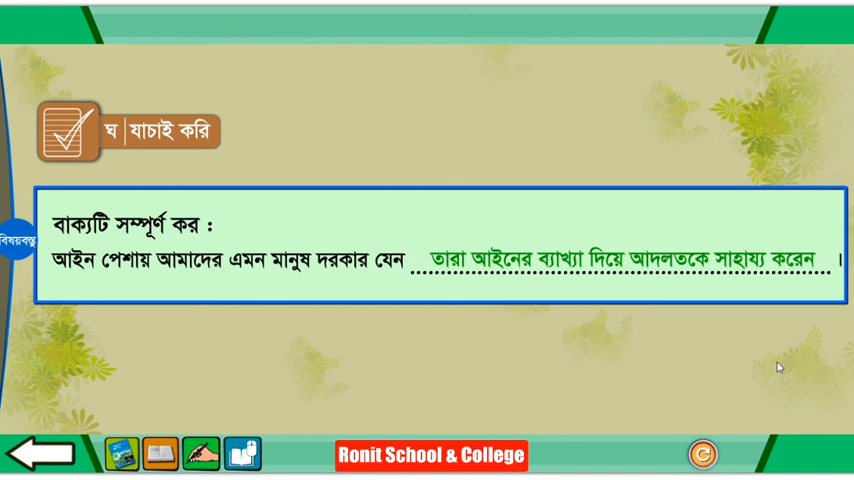 ঘ | যাচাই করি
বাক্যটি সম্পূর্ণ কর :
আইন পেশায় আমাদের এমন মানুষ দরকার যেন তারা আইনের ব্যাখ্যা দিয়ে আদলতকে সাহায্য করেন ।
বিষয়বস্তু
Ronit School & College